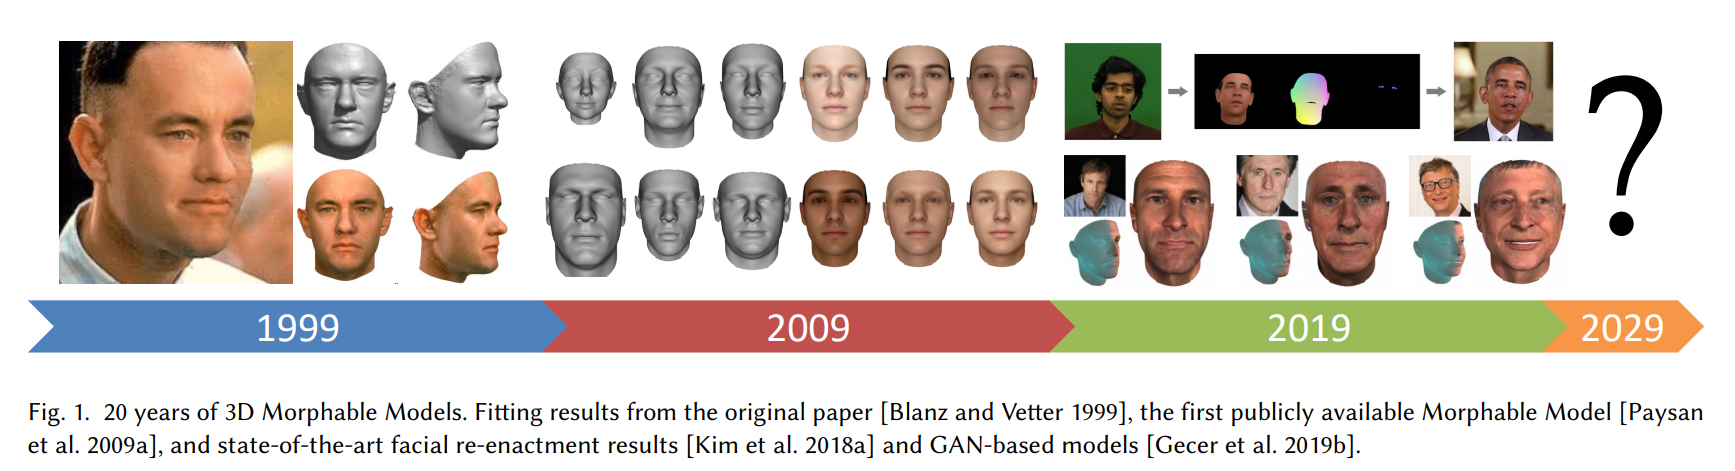 ?
1999 2009 2019 2029
Fig. 1. 20 years of 3D Morphable Models. Fitting results from the original paper [Blanz and Vetter 1999], the first publicly available Morphable Model [Paysan
et al. 2009a], and state-of-the-art facial re-enactment results [Kim et al. 2018a] and GAN-based models [Gecer et al. 2019b].